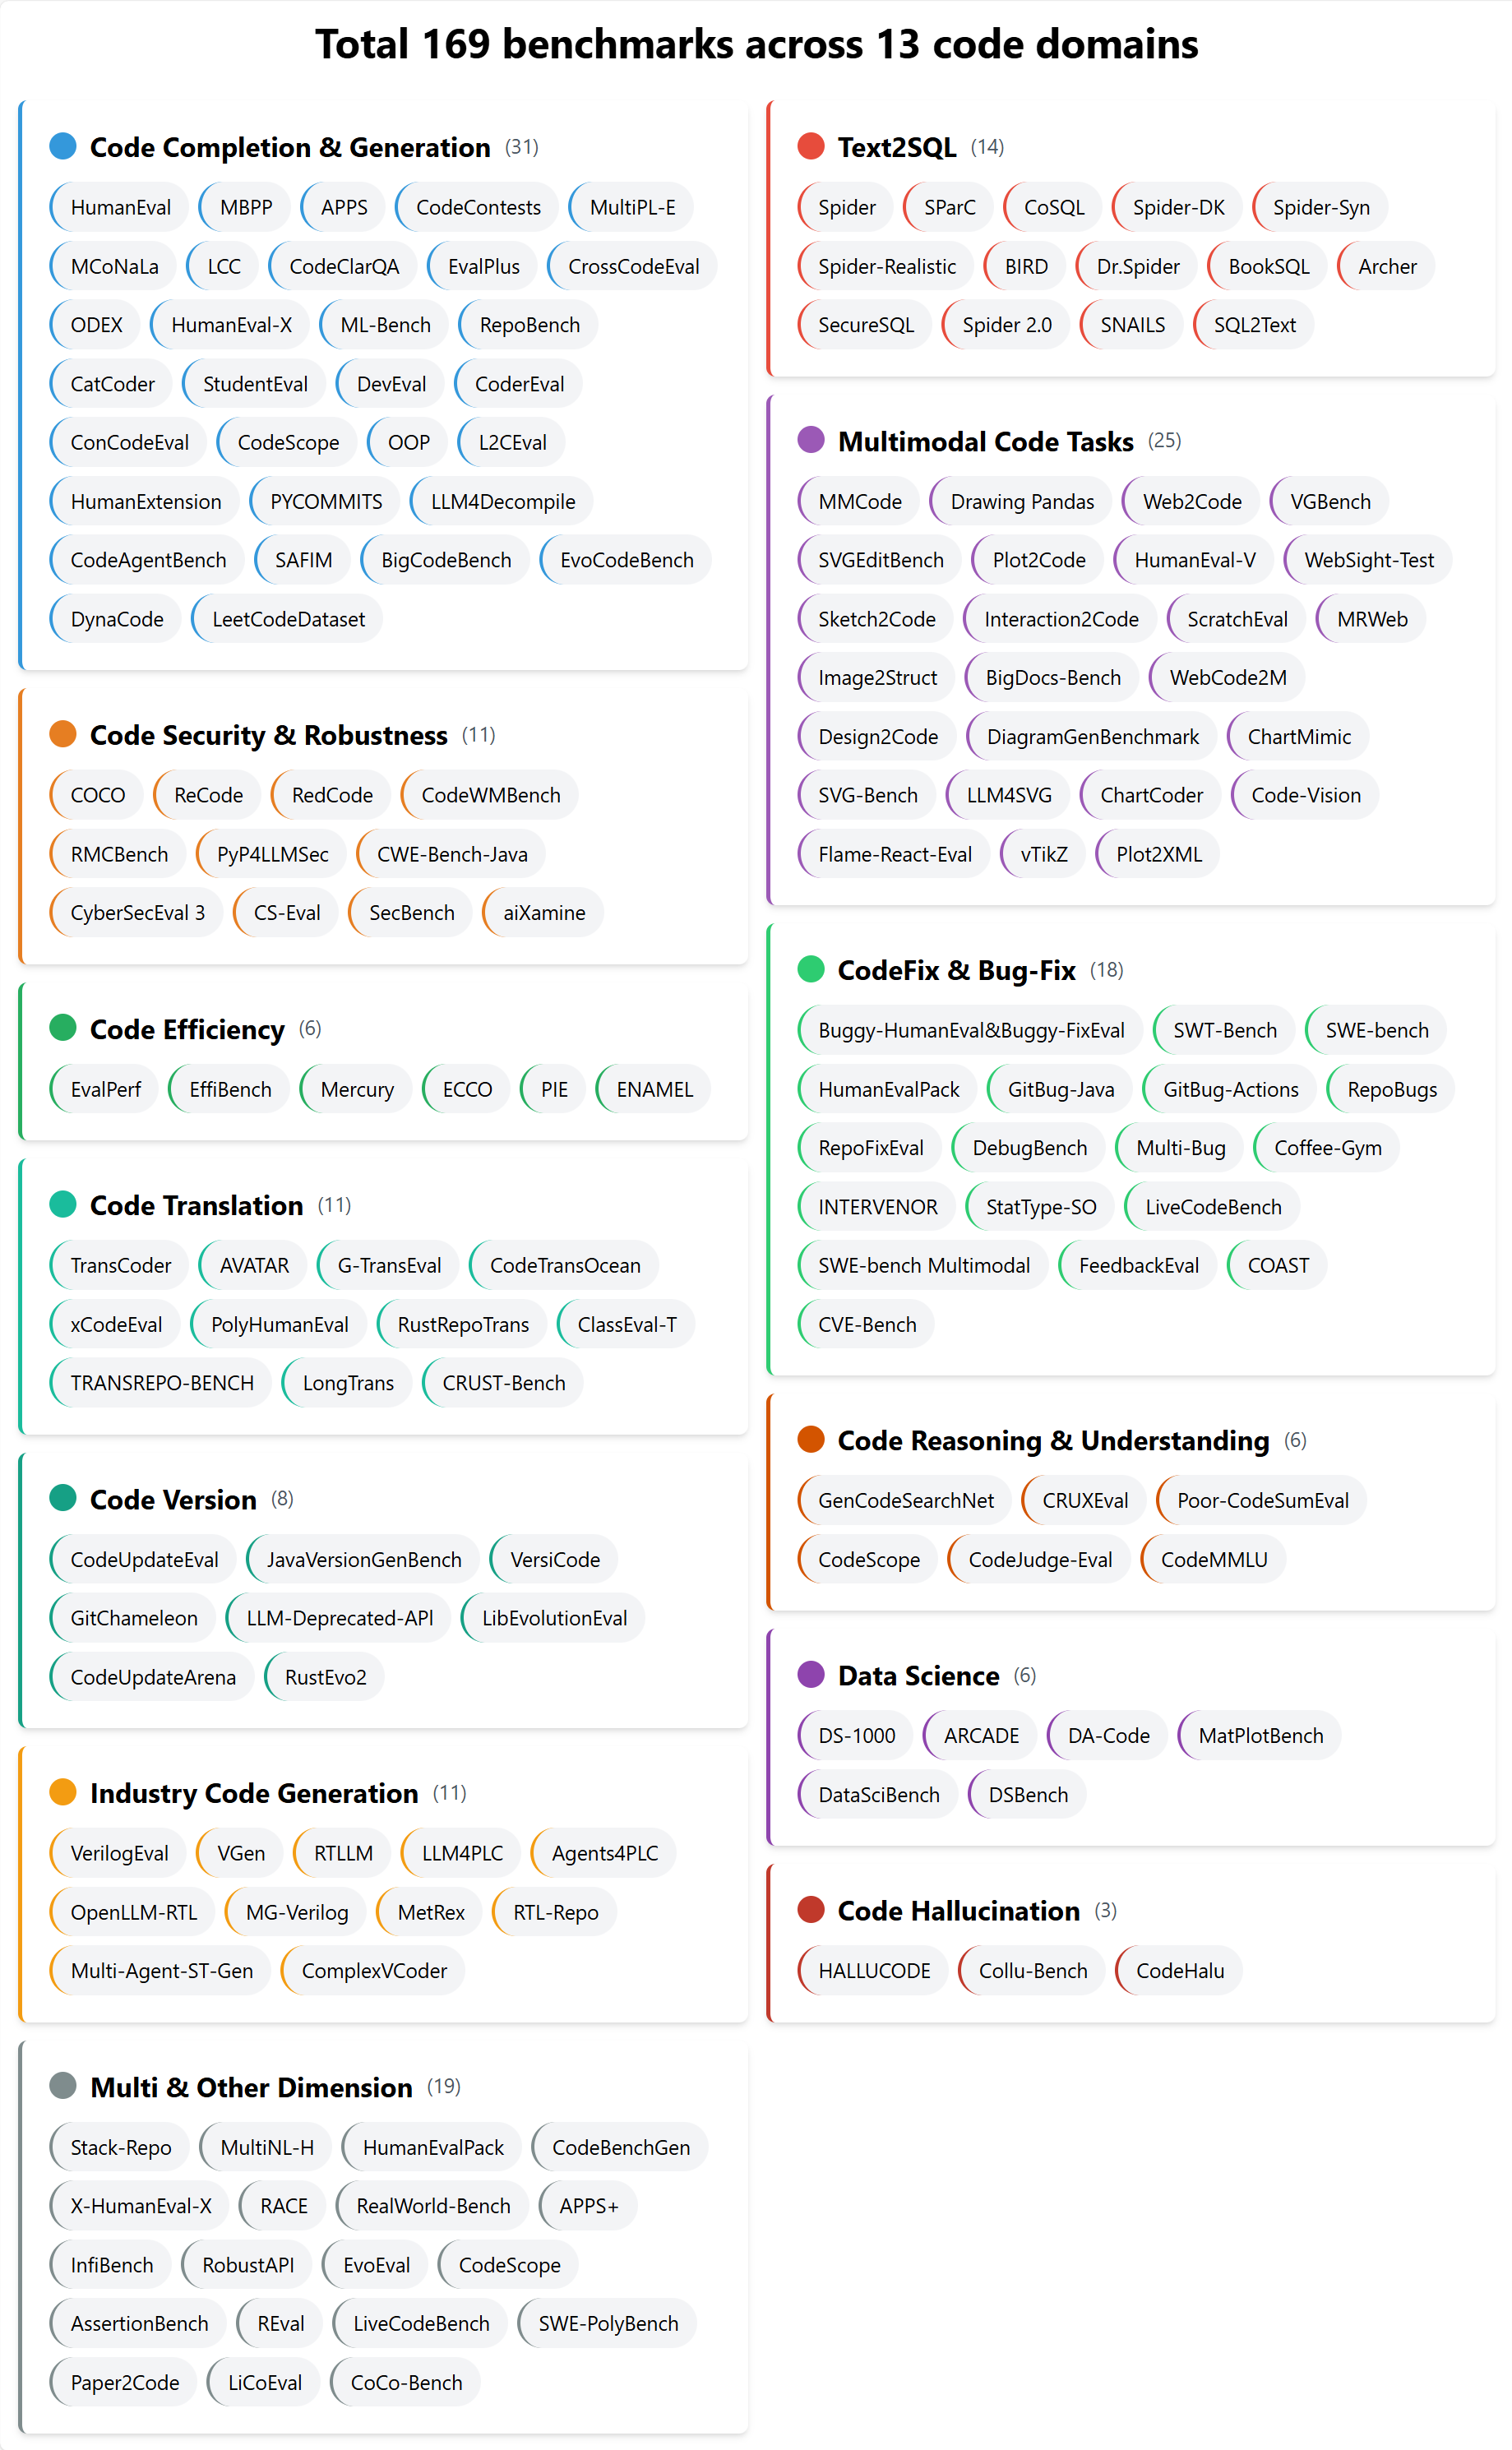 Total 169 benchmarks across 13 code domains
Code Completion & Generation (31)
HumanEval MBPP APPS CodeContests MultiPL-E
MCoNaLa LCC CodeClarQA EvalPlus CrossCodeEval
ODEX HumanEval-X ML-Bench RepoBench
CatCoder StudentEval DevEval CoderEval
ConCodeEval CodeScope OOP L2CEval
HumanExtension PYCOMMITS LLM4Decompile
CodeAgentBench SAFIM BigCodeBench EvoCodeBench
DynaCode LeetCodeDataset
Code Security & Robustness (11)
COCO ReCode RedCode CodeWMBench
RMCBench PyP4LLMSec CWE-Bench-Java
CyberSecEval 3 CS-Eval SecBench aiXamine
Code Efficiency (6)
EvalPerf EffiBench Mercury ECCO PIE ENAMEL
Code Translation (11)
TransCoder AVATAR G-TransEval CodeTransOcean
xCodeEval PolyHumanEval RustRepoTrans ClassEval-T
TRANSREPO-BENCH LongTrans CRUST-Bench
Code Version (8)
CodeUpdateEval JavaVersionGenBench VersiCode
GitChameleon LLM-Deprecated-APl LibEvolutionEval
CodeUpdateArena RustEvo2
Industry Code Generation (11)
VerilogEval VGen RTLLM LLM4PLC Agents4PLC
OpenLLM-RTL MG-Verilog MetRex RTL-Repo
Multi-Agent-ST-Gen ComplexVCoder
Multi & Other Dimension (19)
Stack-Repo MultiNL-H HumanEvalPack CodeBenchGen
X-HumanEval-X RACE RealWorld-Bench APPS+
InfiBench RobustAPI EvoEval CodeScope
AssertionBench REval LiveCodeBench SWE-PolyBench
Paper2Code LiCoEval CoCo-Bench
Text2SQL (14)
Spider SParC CoSQL Spider-DK Spider-Syn
Spider-Realistic BIRD Dr.Spider BookSQL Archer
SecureSQL Spider 2.0 SNAILS SQL2Text
Multimodal Code Tasks (25)
MMCode Drawing Pandas Web2Code VGBench
SVGEditBench Plot2Code HumanEval-V WebSight-Test
Sketch2Code Interaction2Code ScratchEval MRWeb
Image2Struct BigDocs-Bench WebCode2M
Design2Code DiagramGenBenchmark ChartMimic
SVG-Bench LLM4SVG ChartCoder Code-Vision
Flame-React-Eval vTikZ Plot2XML
CodeFix & Bug-Fix (18)
Buggy-HumanEval&Buggy-FixEval SWT-Bench SWE-bench
HumanEvalPack GitBug-Java GitBug-Actions RepoBugs
RepoFixEval DebugBench Multi-Bug Coffee-Gym
INTERVENOR StatType-SO LiveCodeBench
SWE-bench Multimodal FeedbackEval COAST
CVE-Bench
Code Reasoning & Understanding (6)
GenCodeSearchNet CRUXEval Poor-CodeSumEval
CodeScope CodeJudge-Eval CodeMMLU
Data Science (6)
DS-1000 ARCADE DA-Code MatPlotBench
DataSciBench DSBench
Code Hallucination (3)
HALLUCODE Collu-Bench CodeHalu